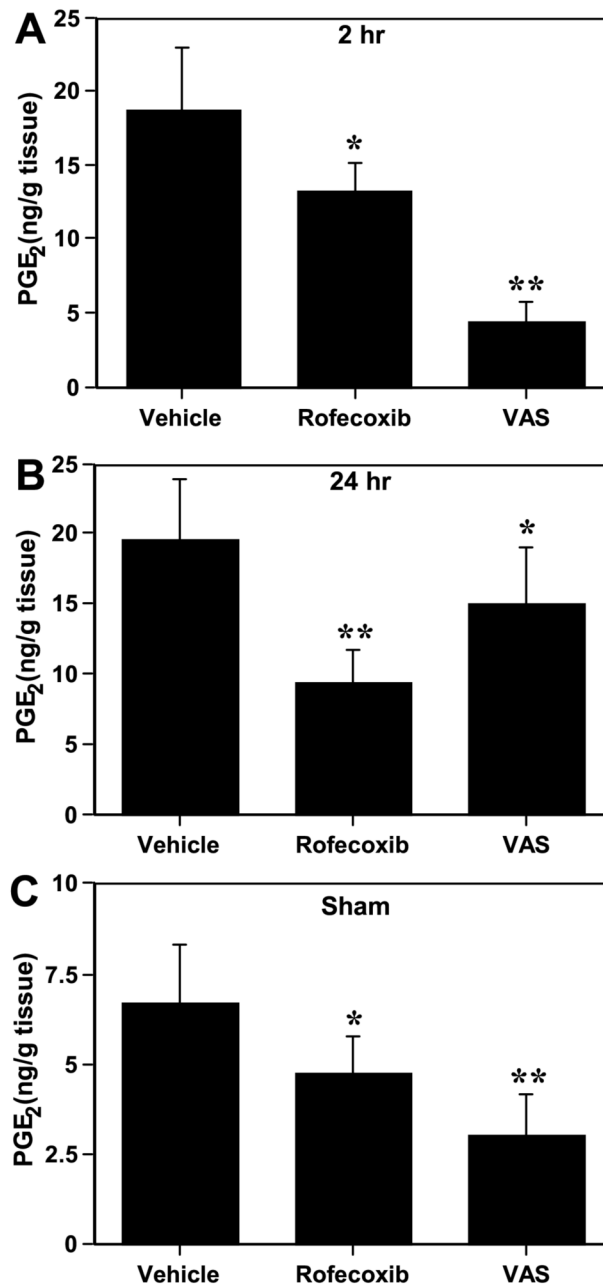 A
2 hr
PGE₂(ng/g tissue)
25
20
15
10
5
0
*
**
Vehicle Rofecoxib VAS
B
24 hr
PGE₂(ng/g tissue)
25
20
15
10
5
0
**
*
Vehicle Rofecoxib VAS
C
Sham
PGE₂(ng/g tissue)
10
7.5
5
2.5
0
*
**
Vehicle Rofecoxib VAS